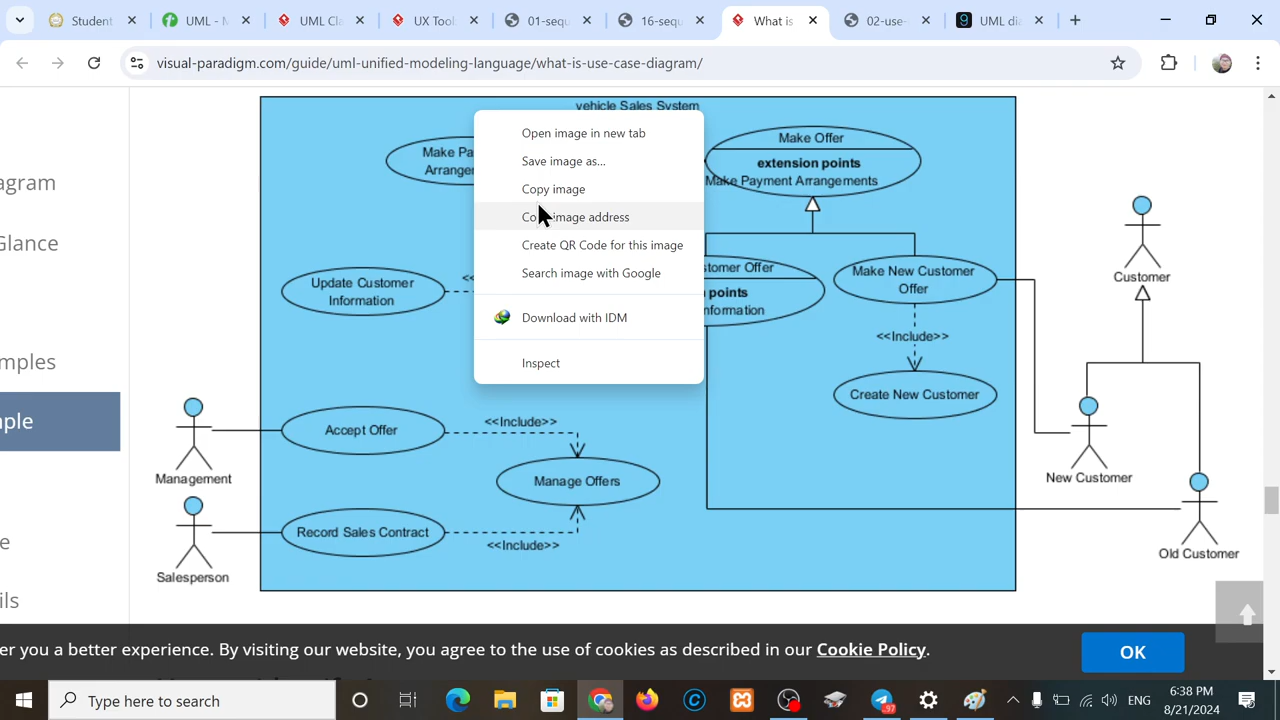 Student
UML - M
UML Cla
UX Tool
01-sequ
16-sequ
What is
02-use-
UML di
visual-paradigm.com/guide/uml-unified-modeling-language/what-is-use-case-diagram/
agram
Glance
amples
ple
e
ils
vehicle Sales System
Make Pa
Arranger
Make Offer
extension points
Make Payment Arrangements
Open image in new tab
Save image as...
Copy image
Copy image address
Create QR Code for this image
Search image with Google
Download with IDM
Inspect
Update Customer
Information
<<
stomer Offer
points
nformation
Make New Customer
Offer
<<Include>>
Create New Customer
Customer
New Customer
Old Customer
Management
Accept Offer
<<Include>>
Manage Offers
Salesperson
Record Sales Contract
<<Include>>
er you a better experience. By visiting our website, you agree to the use of cookies as described in our Cookie Policy.
OK
Type here to search
97
ENG
6:38 PM
8/21/2024